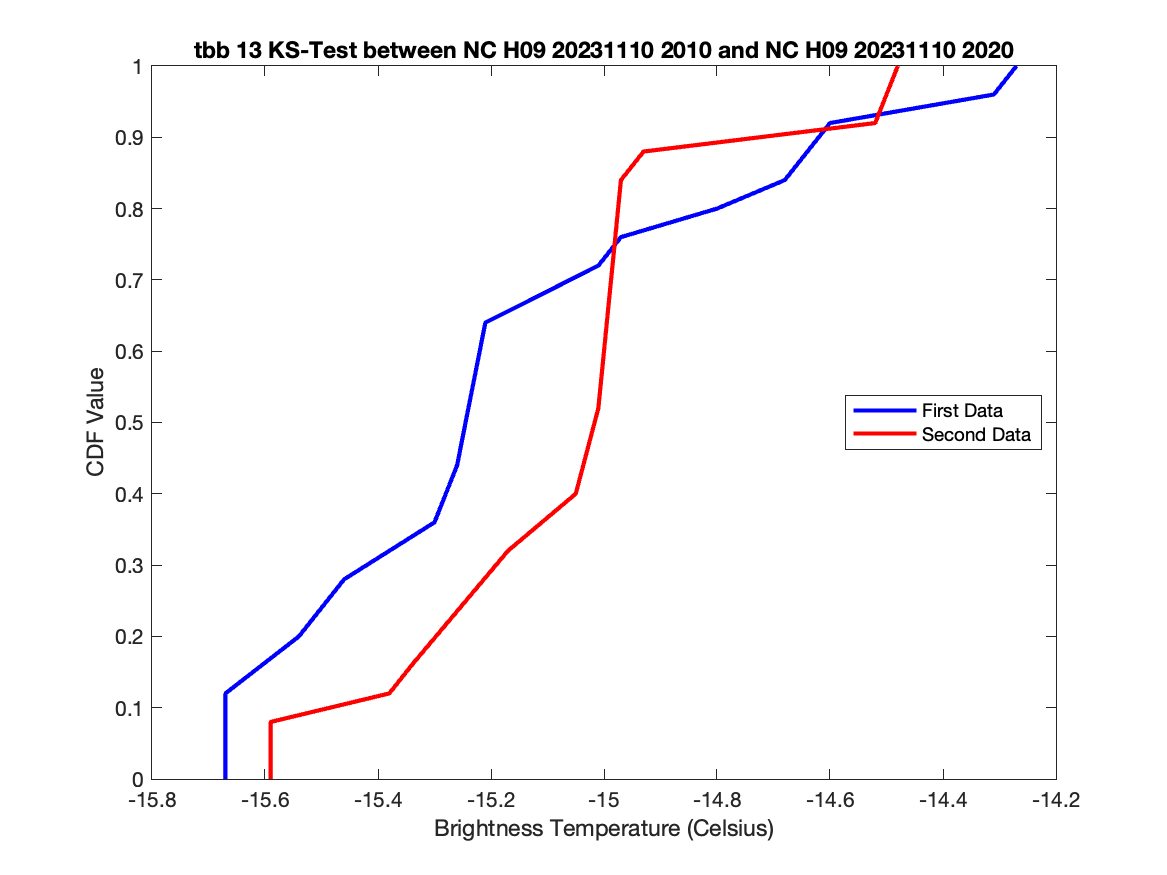 tbb 13 KS-Test between NC H09 20231110 2010 and NC H09 20231110 2020
1
0.9
0.8
0.7
0.6
0.5
0.4
0.3
0.2
0.1
0
CDF Value
First Data
Second Data
-15.8 -15.6 -15.4 -15.2 -15 -14.8 -14.6 -14.4 -14.2
Brightness Temperature (Celsius)